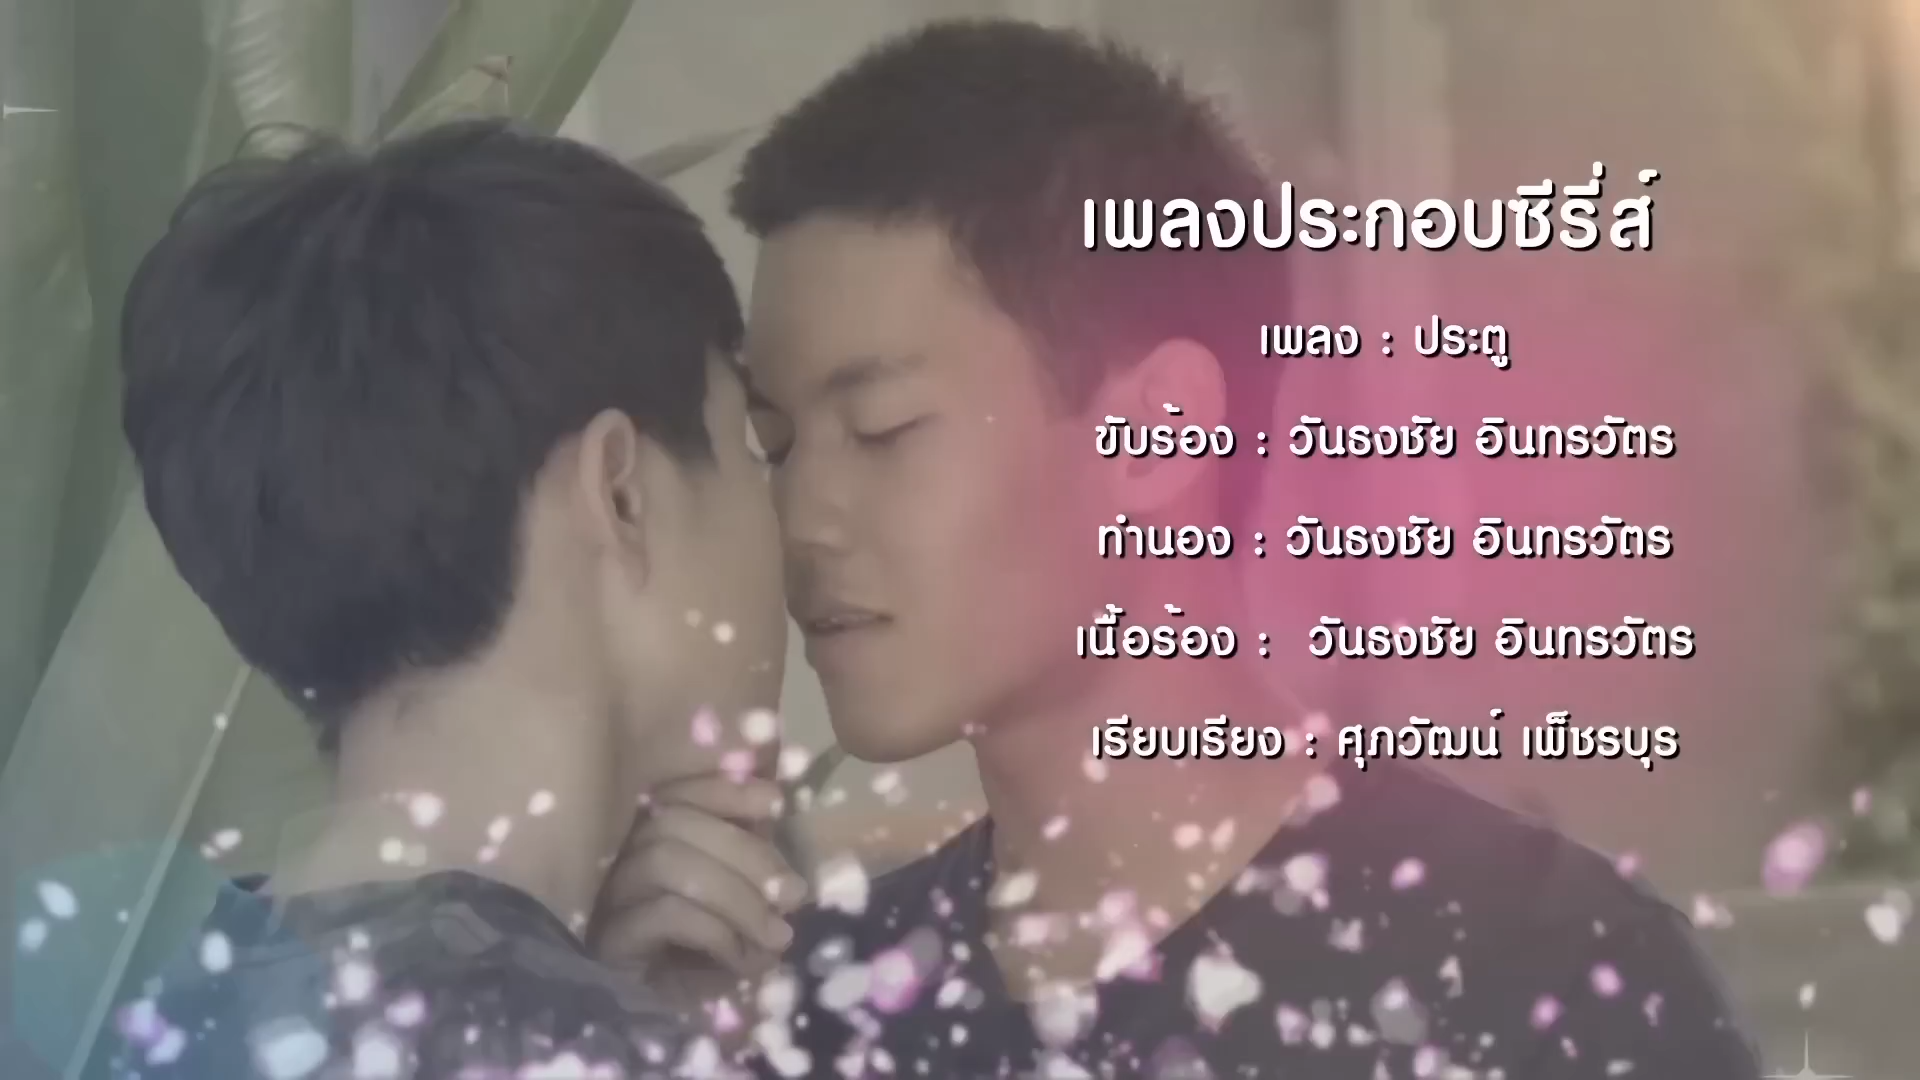 เพลงประกอบซีรี่ส์
เพลง : ประตู
ขับร้อง : วันธงชัย อินทรวัตร
ทำนอง : วันธงชัย อินทรวัตร
เนื้อร้อง : วันธงชัย อินทรวัตร
เรียบเรียง : ศุภวัฒน์ เพ็ชรบุร